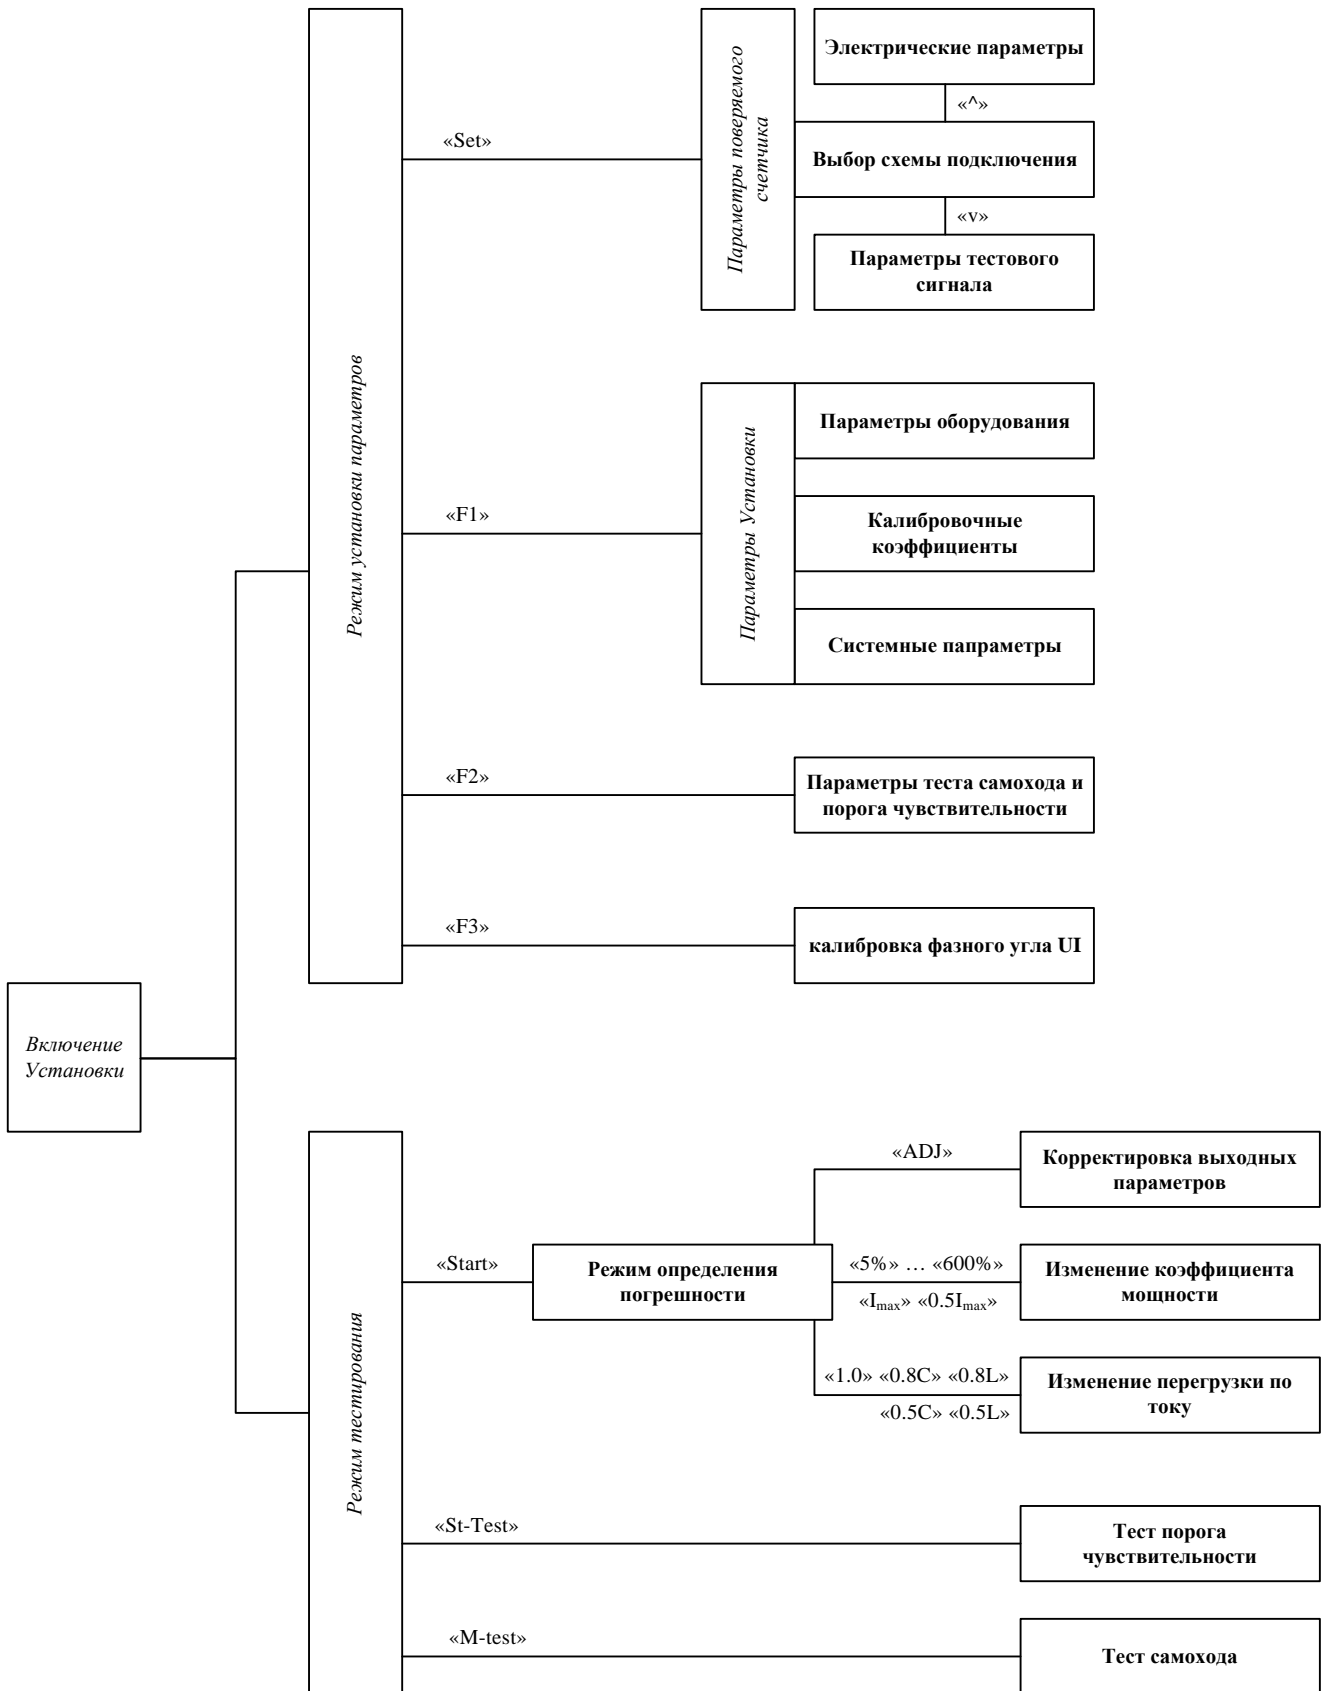 Электрические параметры
«^»
Параметры поверяемого
счетчика
«Set»
Выбор схемы подключения
«v»
Параметры тестового
сигнала
Режим установки параметров
Параметры Установки
Параметры оборудования
«F1»
Калибровочные
коэффициенты
Системные папраметры
«F2»
Параметры теста самохода и
порога чувствительности
«F3»
калибровка фазного угла UI
Включение
Установки
Режим тестирования
«ADJ»
Корректировка выходных
параметров
«Start»
Режим определения
погрешности
«5%» … «600%»
«Imax» «0.5Imax»
Изменение коэффициента
мощности
«1.0» «0.8C» «0.8L»
«0.5C» «0.5L»
Изменение перегрузки по
току
«St-Test»
Тест порога
чувствительности
«M-test»
Тест самохода